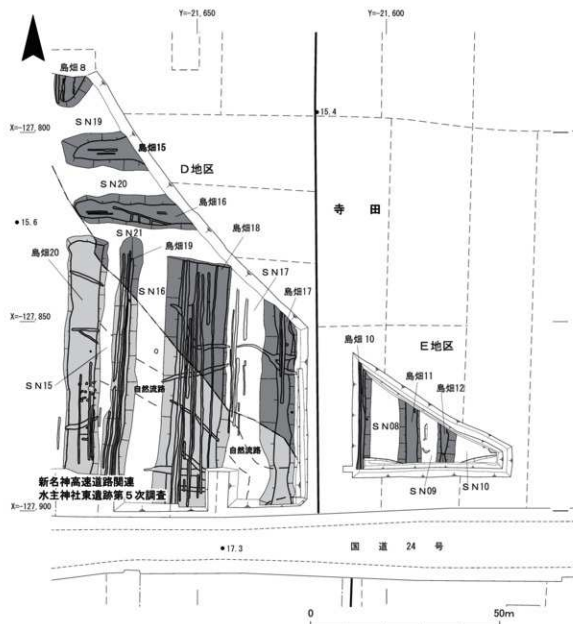 Y=-21,650
Y=-21,600
島畑8
15.4
SN19
X=-127,800
島畑15
D地区
SN20
島畑16
寺田
15.6
SN21
島畑18
島畑19
島畑20
SN17
SN16
島畑17
X=-127,850
島畑10
E地区
島畑11
島畑12
SN15
自然流路
SN08
自然流路
新名神高速道路関連
水主神社東遺跡第5次調査
SN09
SN10
X=-127,900
17.3
国道24号
0
50m